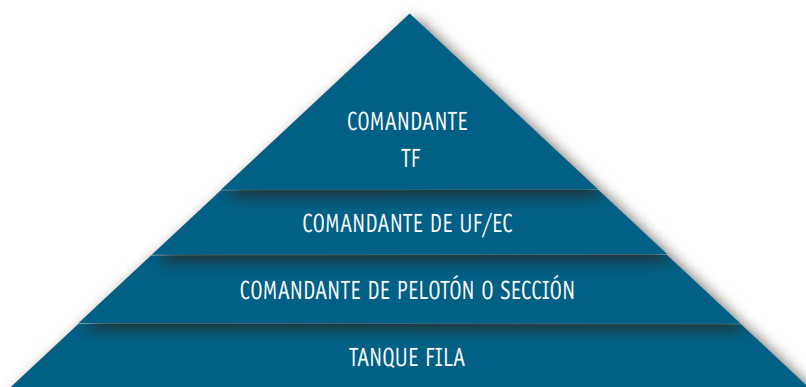 COMANDANTE
TF
COMANDANTE DE UF/EC
COMANDANTE DE PELOTÓN O SECCIÓN
TANQUE FILA